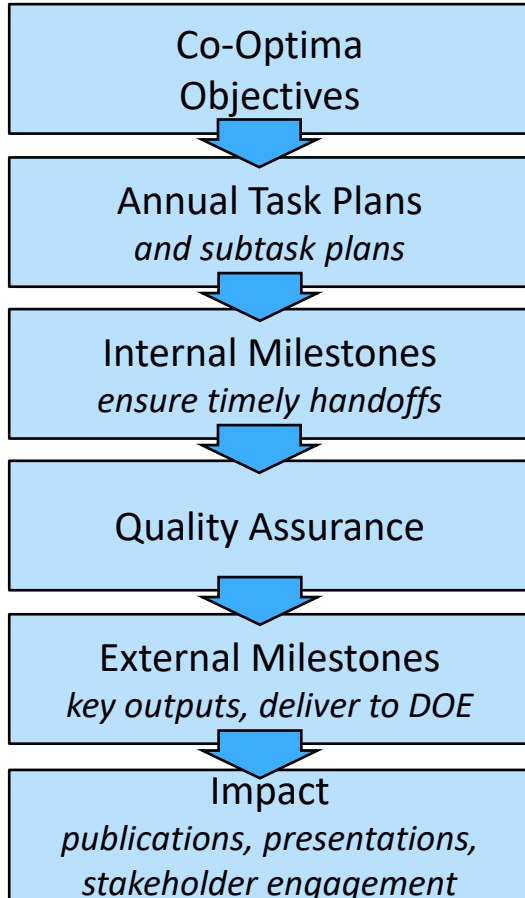 Co-Optima
Objectives
Annual Task Plans
and subtask plans
Internal Milestones
ensure timely handoffs
Quality Assurance
External Milestones
key outputs, deliver to DOE
Impact
publications, presentations,
stakeholder engagement